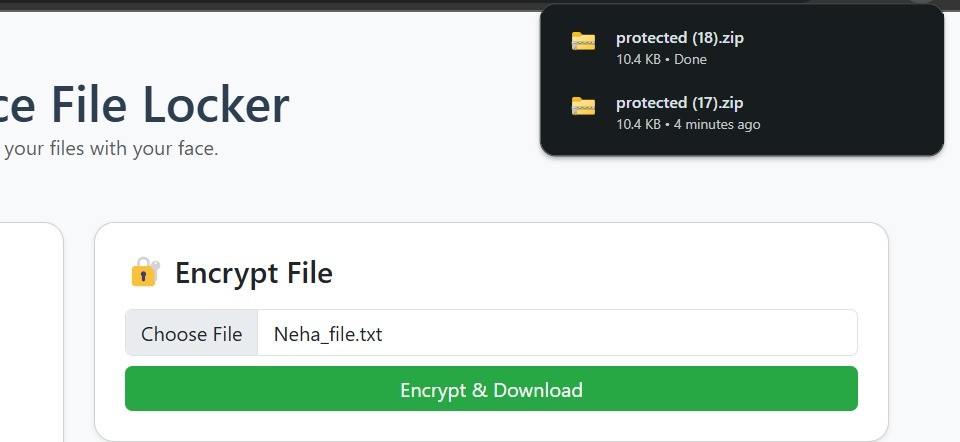 protected (18).zip
10.4 KB • Done
protected (17).zip
10.4 KB • 4 minutes ago
ce File Locker
your files with your face.
Encrypt File
Choose File Neha_file.txt
Encrypt & Download